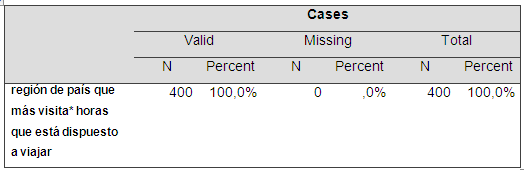 Cases
Valid Missing Total
N Percent N Percent N Percent
región de país que 400 100,0% 0 ,0% 400 100,0%
más visita* horas
que está dispuesto
a viajar